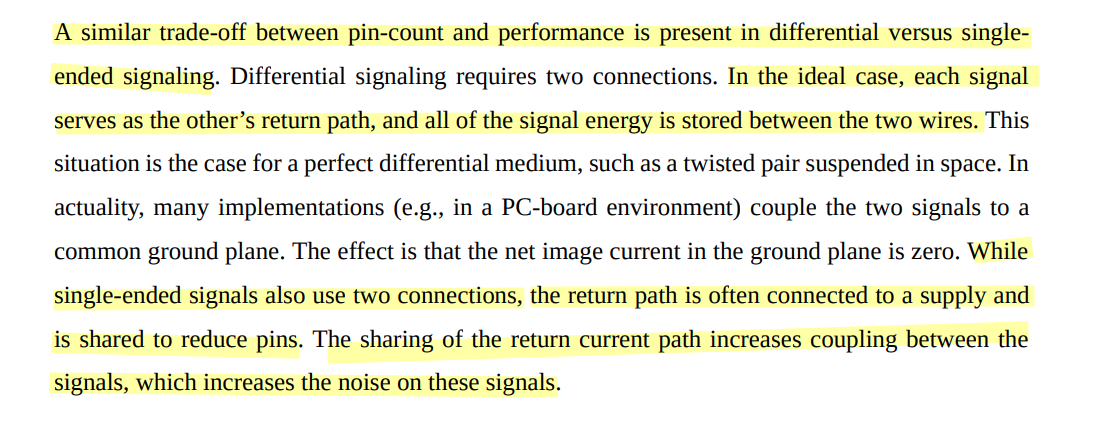 A similar trade-off between pin-count and performance is present in differential versus single-
ended signaling. Differential signaling requires two connections. In the ideal case, each signal
serves as the other’s return path, and all of the signal energy is stored between the two wires. This
situation is the case for a perfect differential medium, such as a twisted pair suspended in space. In
actuality, many implementations (e.g., in a PC-board environment) couple the two signals to a
common ground plane. The effect is that the net image current in the ground plane is zero. While
single-ended signals also use two connections, the return path is often connected to a supply and
is shared to reduce pins. The sharing of the return current path increases coupling between the
signals, which increases the noise on these signals.